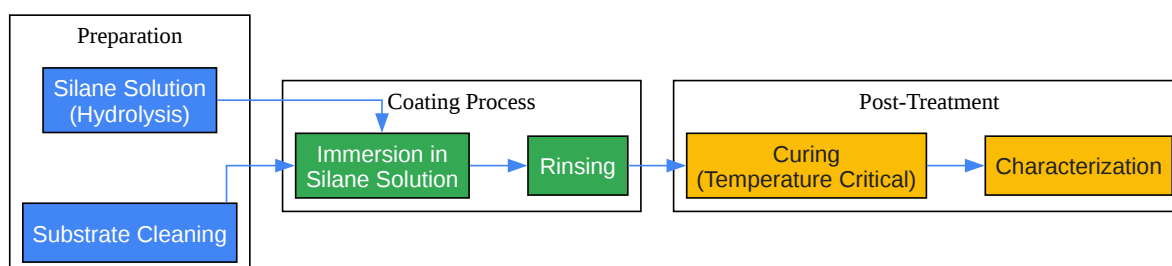 Preparation
Silane Solution
(Hydrolysis)
Substrate Cleaning
Coating Process
Immersion in
Silane Solution
Rinsing
Post-Treatment
Curing
(Temperature Critical)
Characterization